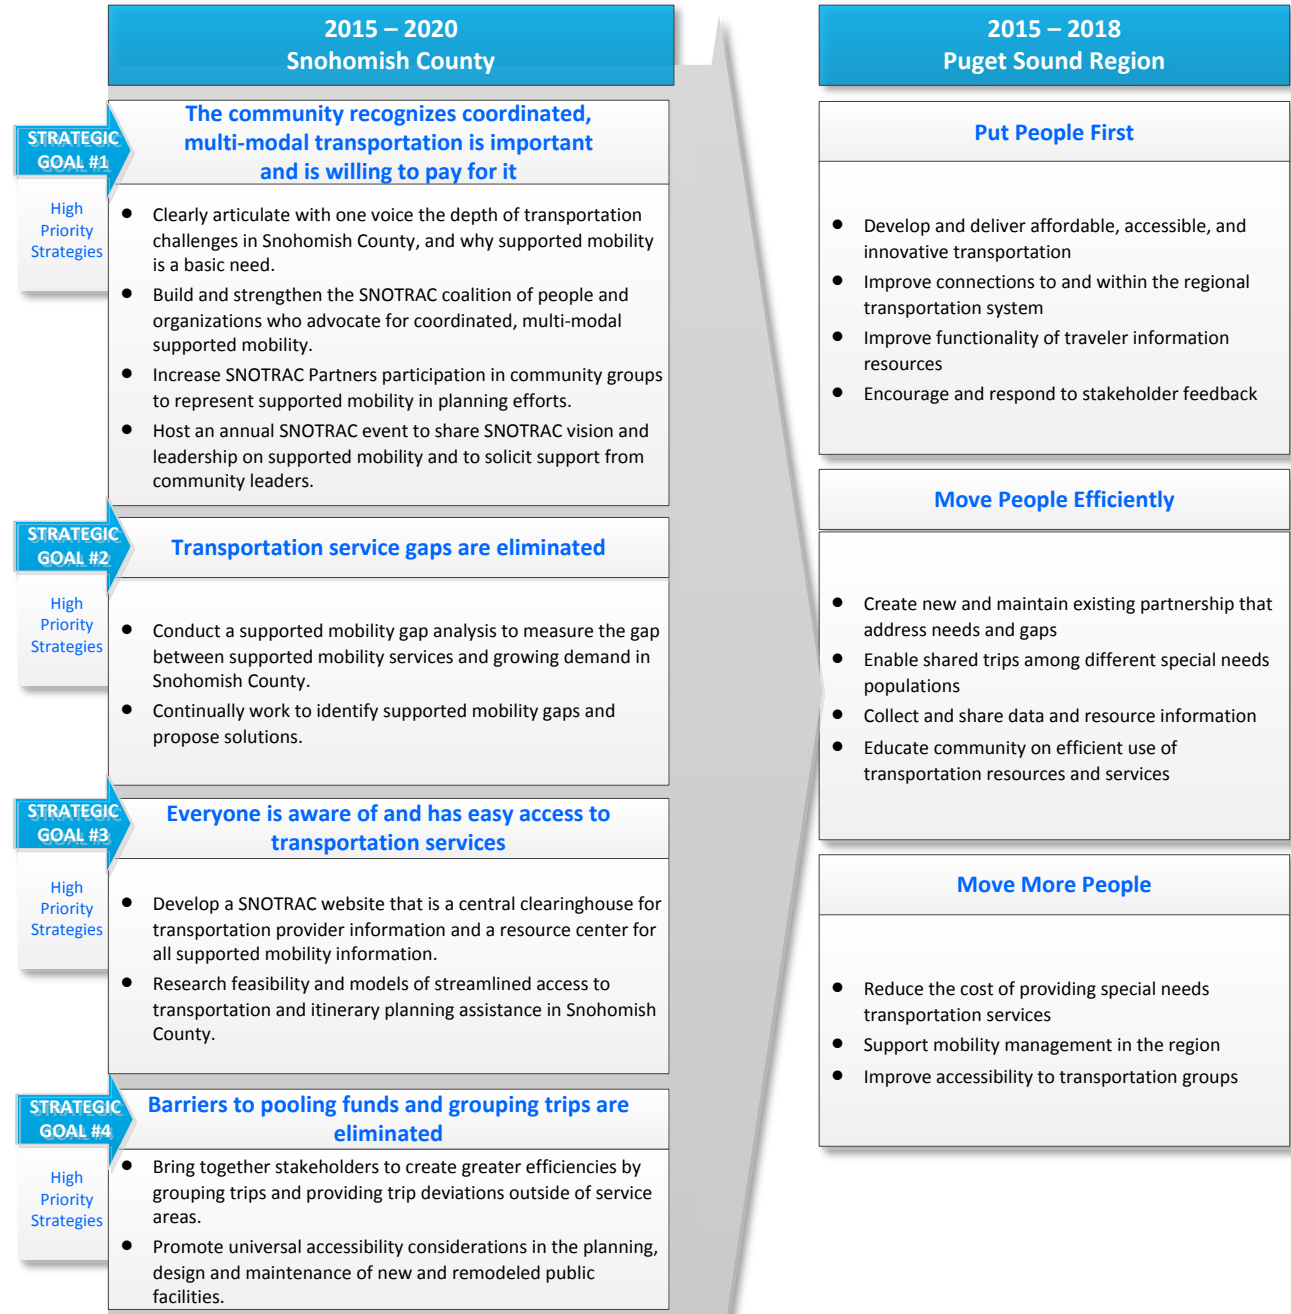 2015 – 2020
Snohomish County
STRATEGIC
GOAL #1
The community recognizes coordinated,
multi-modal transportation is important
and is willing to pay for it
High
Priority
Strategies
● Clearly articulate with one voice the depth of transportation
challenges in Snohomish County, and why supported mobility
is a basic need.
● Build and strengthen the SNOTRAC coalition of people and
organizations who advocate for coordinated, multi-modal
supported mobility.
● Increase SNOTRAC Partners participation in community groups
to represent supported mobility in planning efforts.
● Host an annual SNOTRAC event to share SNOTRAC vision and
leadership on supported mobility and to solicit support from
community leaders.
STRATEGIC
GOAL #2
Transportation service gaps are eliminated
High
Priority
Strategies
● Conduct a supported mobility gap analysis to measure the gap
between supported mobility services and growing demand in
Snohomish County.
● Continually work to identify supported mobility gaps and
propose solutions.
STRATEGIC
GOAL #3
Everyone is aware of and has easy access to
transportation services
High
Priority
Strategies
● Develop a SNOTRAC website that is a central clearinghouse for
transportation provider information and a resource center for
all supported mobility information.
● Research feasibility and models of streamlined access to
transportation and itinerary planning assistance in Snohomish
County.
STRATEGIC
GOAL #4
Barriers to pooling funds and grouping trips are
eliminated
High
Priority
Strategies
● Bring together stakeholders to create greater efficiencies by
grouping trips and providing trip deviations outside of service
areas.
● Promote universal accessibility considerations in the planning,
design and maintenance of new and remodeled public
facilities.
2015 – 2018
Puget Sound Region
Put People First
● Develop and deliver affordable, accessible, and
innovative transportation
● Improve connections to and within the regional
transportation system
● Improve functionality of traveler information
resources
● Encourage and respond to stakeholder feedback
Move People Efficiently
● Create new and maintain existing partnership that
address needs and gaps
● Enable shared trips among different special needs
populations
● Collect and share data and resource information
● Educate community on efficient use of
transportation resources and services
Move More People
● Reduce the cost of providing special needs
transportation services
● Support mobility management in the region
● Improve accessibility to transportation groups